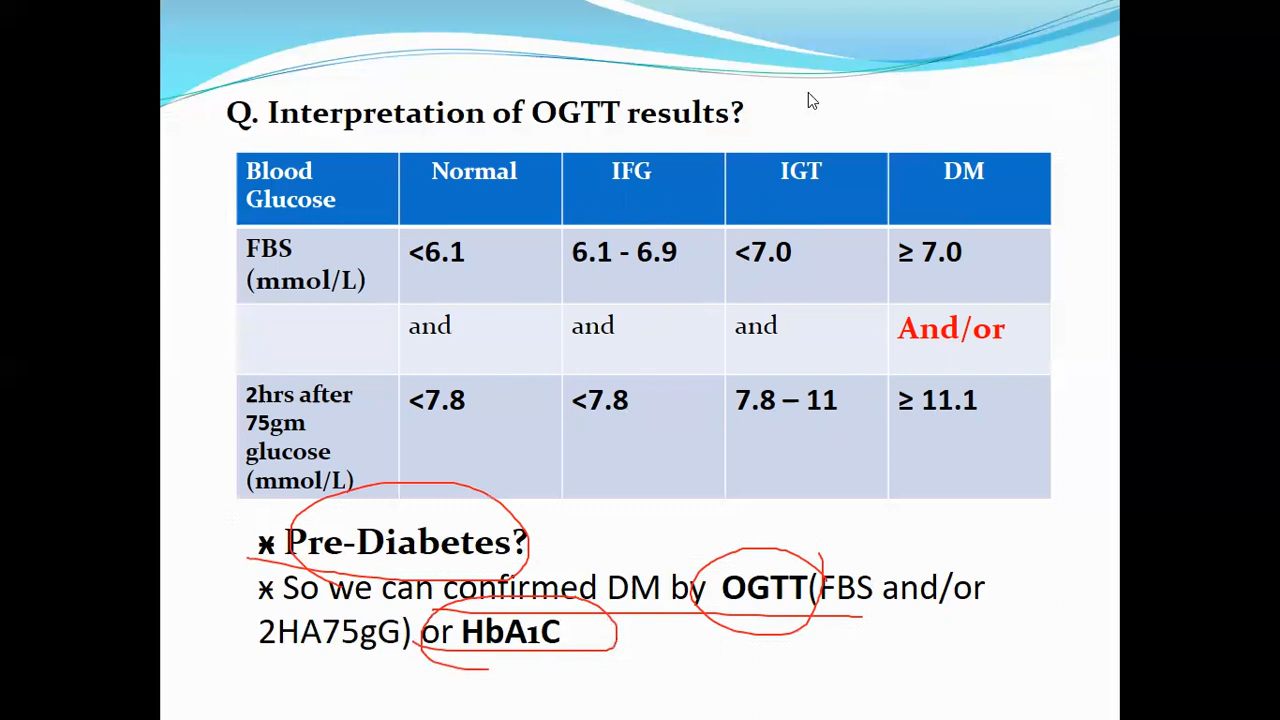 Q. Interpretation of OGTT results?
Blood Glucose | Normal | IFG | IGT | DM
FBS (mmol/L) | <6.1 | 6.1 - 6.9 | <7.0 | ≥ 7.0
and | and | and | And/or
2hrs after 75gm glucose (mmol/L) | <7.8 | <7.8 | 7.8 – 11 | ≥ 11.1
Pre-Diabetes?
So we can confirmed DM by OGTT(FBS and/or
2HA75gG) or HbA1C